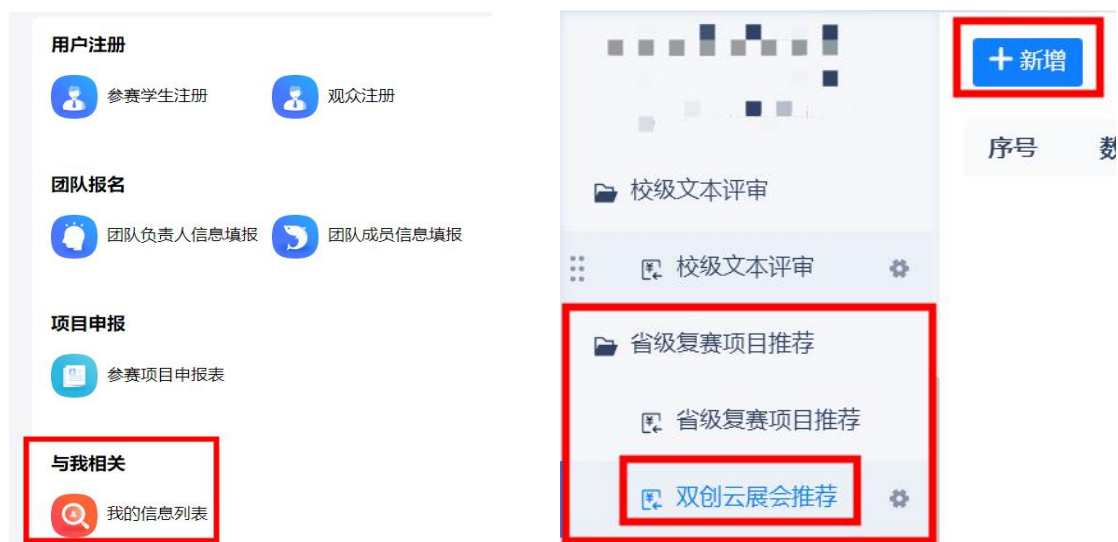 用户注册
参赛学生注册 观众注册
团队报名
团队负责人信息填报 团队成员信息填报
项目申报
参赛项目申报表
与我相关
我的信息列表
新增
序号
校级文本评审
校级文本评审
省级复赛项目推荐
省级复赛项目推荐
双创云展会推荐